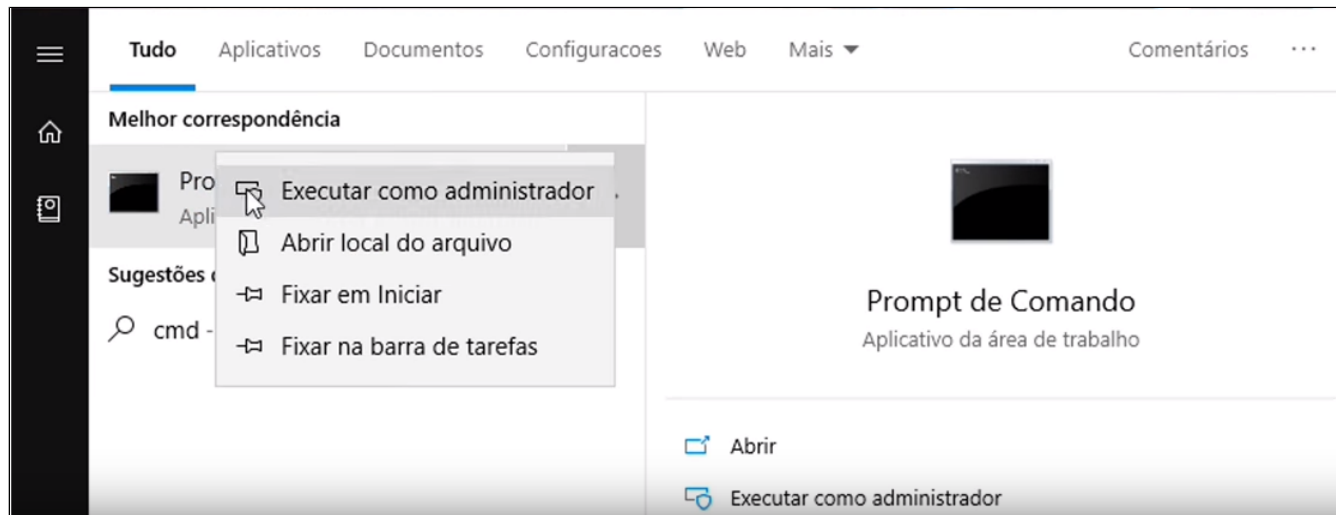 Tudo Aplicativos Documentos Configuracoes Web Mais Comentários ...
Melhor correspondência
Pro
Apli
Executar como administrador
Abrir local do arquivo
Fixar em Iniciar
Fixar na barra de tarefas
Sugestões
cmd -
Prompt de Comando
Aplicativo da área de trabalho
Abrir
Executar como administrador